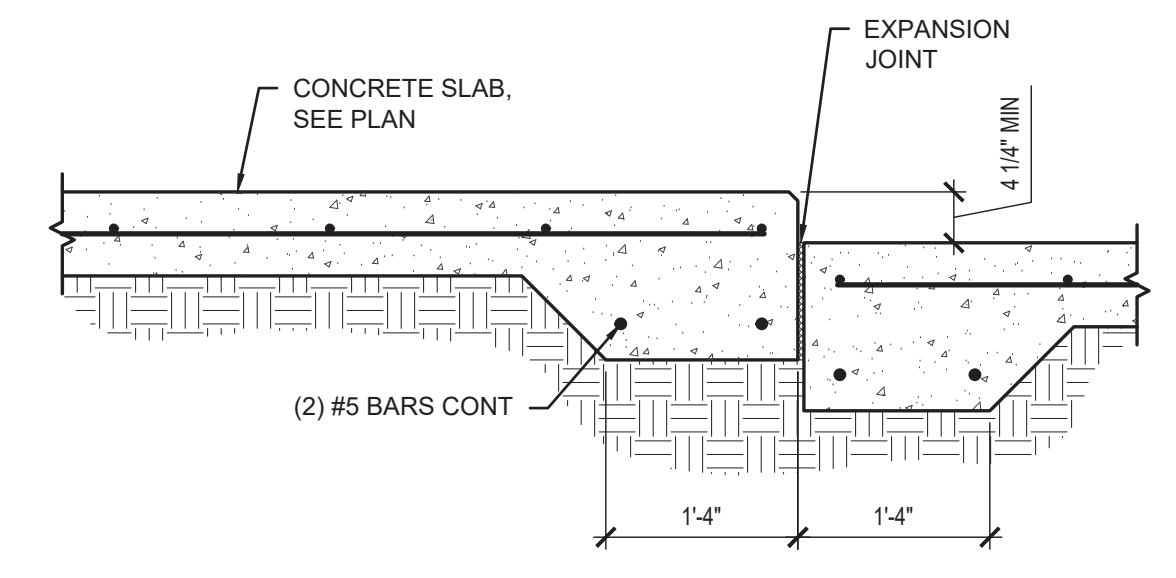 EXPANSION
JOINT
CONCRETE SLAB,
SEE PLAN
4 1/4" MIN
(2) #5 BARS CONT
1'-4"
1'-4"